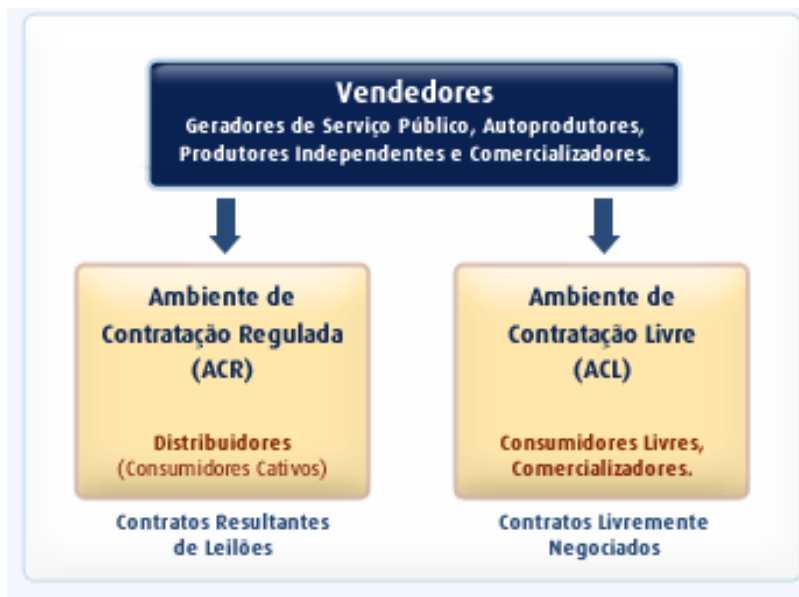 Vendedores
Geradores de Serviço Público, Autoprodutores,
Produtores Independentes e Comercializadores.
Ambiente de
Contratação Regulada
(ACR)
Distribuidores
(Consumidores Cativos)
Contratos Resultantes
de Leilões
Ambiente de
Contratação Livre
(ACL)
Consumidores Livres,
Comercializadores.
Contratos Livremente
Negociados